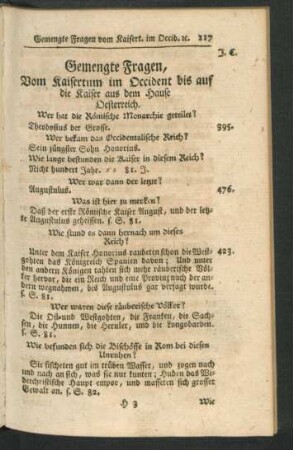 Gemengte Fragen vom Kaisert. im Occid. ꝛc. 117
J. C.
Gemengte Fragen,
Vom Kaisertum im Occident bis auf
die Kaiser aus dem Hause
Oesterreich.
Wer hat die Römische Monarchie geteilet?
Theodosius der Grosse. 395.
Wer bekam das Occidentalische Reich?
Sein jüngster Sohn Honorius.
Wie lange bestunden die Kaiser in diesem Reich?
Nicht hundert Jahr. 81. J.
Wer war dann der letzte?
Augustulus. 476.
Was ist hier zu merken?
Daß der erste Römische Kaiser August, und der letz-
te Augustulus geheissen. s. S. 81.
Wie stund es dann hernach um dieses
Reich?
Unter dem Kaiser Honorius raubeten schon die West- 423.
gothen das Königreich Spanien davon; Und unter
den andern Königen tahten sich mehr räuberische Völ-
ker hervor, die ein Reich und eine Provinz nach der
andern wegnahmen, bis Augustulus gar verjagt wurde.
s. S. 81.
Wer waren diese räuberische Völker?
Die Ost-und Westgohten, die Franken, die Sach-
sen, die Hunnen, die Heruler, und die Longobarden.
s. S. 81.
Wie befunden sich die Bischöffe in Rom bei diesen
Unruhen?
Sie fischeten gut im trüben Wasser, und zogen nach
und nach an sich, was sie nur kunten; Huben das Wi-
derchristische Haupt empor, und masseten sich grosser
Gewalt an. s. S. 82.
H 3 Wie